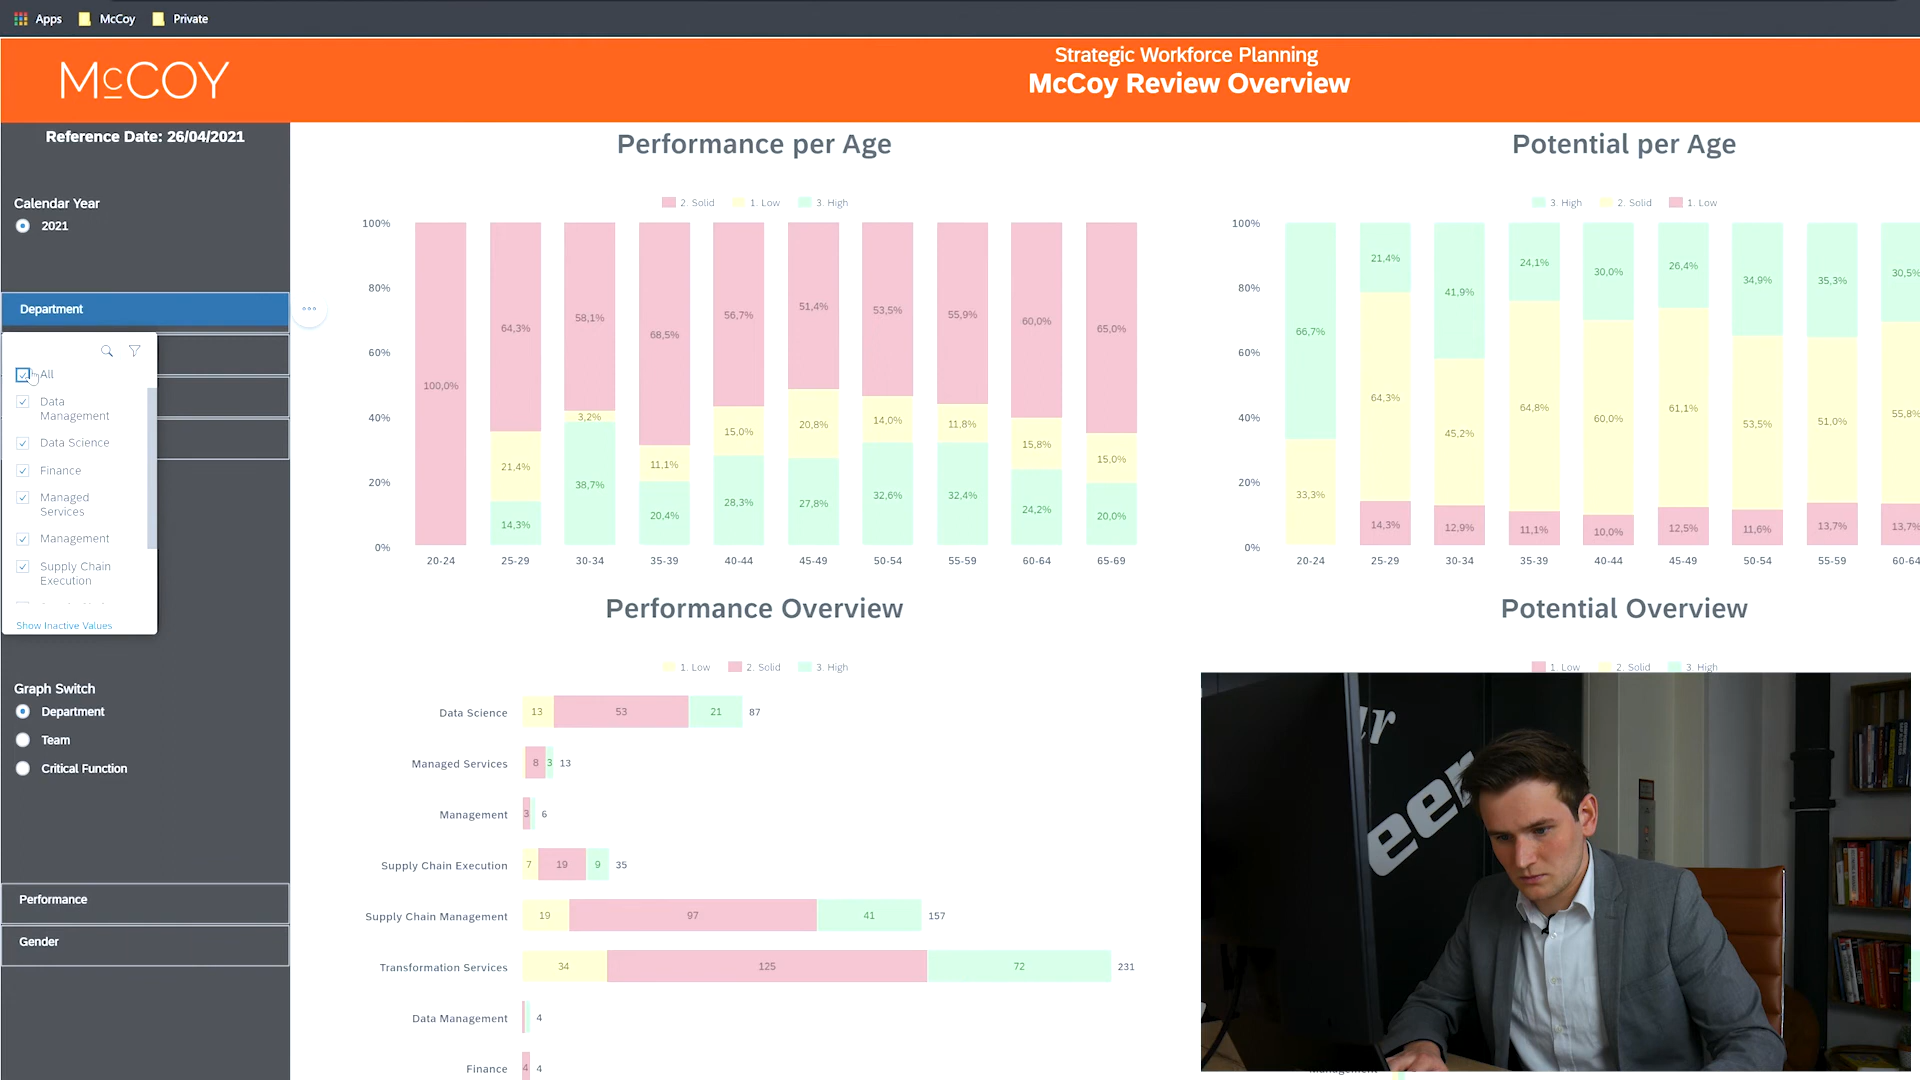 Apps McCoy Private
McCOY
Strategic Workforce Planning
McCoy Review Overview
Reference Date: 26/04/2021
Calendar Year
2021
Department
All
Data
Management
Data Science
Finance
Managed
Services
Management
Supply Chain
Execution
Show Inactive Values
Graph Switch
Department
Team
Critical Function
Performance
Gender
Performance per Age
2. Solid 1. Low 3. High
100%
80%
60%
40%
20%
0%
100,0%
64,3% 21,4% 14,3%
58,1% 3,2% 38,7%
68,5% 11,1% 20,4%
56,7% 15,0% 28,3%
51,4% 20,8% 27,8%
53,5% 14,0% 32,6%
55,9% 11,8% 32,4%
60,0% 15,8% 24,2%
65,0% 15,0% 20,0%
20-24 25-29 30-34 35-39 40-44 45-49 50-54 55-59 60-64 65-69
Potential per Age
3. High 2. Solid 1. Low
100%
80%
60%
40%
20%
0%
66,7% 33,3%
21,4% 64,3% 14,3%
41,9% 45,2% 12,9%
24,1% 64,8% 11,1%
30,0% 60,0% 10,0%
26,4% 61,1% 12,5%
34,9% 53,5% 11,6%
35,3% 51,0% 13,7%
30,5% 55,8% 13,7%
20-24 25-29 30-34 35-39 40-44 45-49 50-54 55-59 60-64
Performance Overview
1. Low 2. Solid 3. High
Data Science 13 53 21 87
Managed Services 8 3 13
Management 3 6
Supply Chain Execution 7 19 9 35
Supply Chain Management 19 97 41 157
Transformation Services 34 125 72 231
Data Management 4
Finance 4 4
Potential Overview
1. Low 2. Solid 3. High
eer